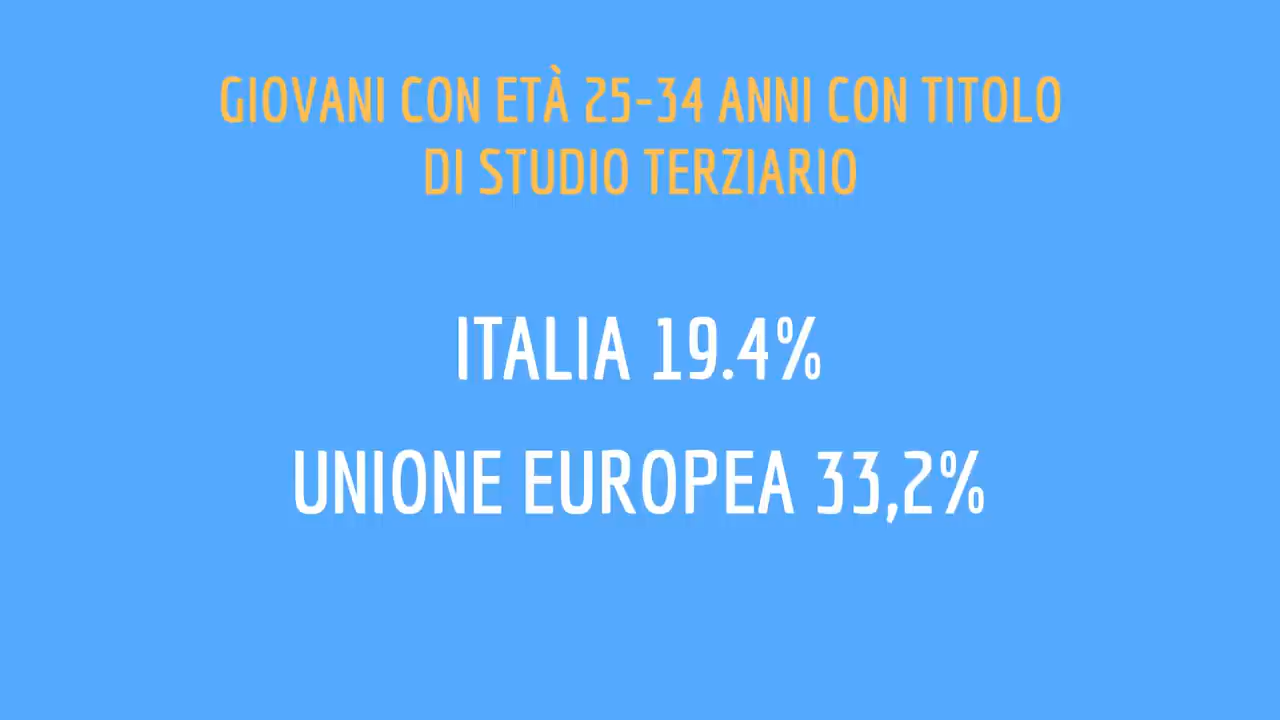 GIOVANI CON ETÀ 25-34 ANNI CON TITOLO
DI STUDIO TERZIARIO
ITALIA 19.4%
UNIONE EUROPEA 33,2%